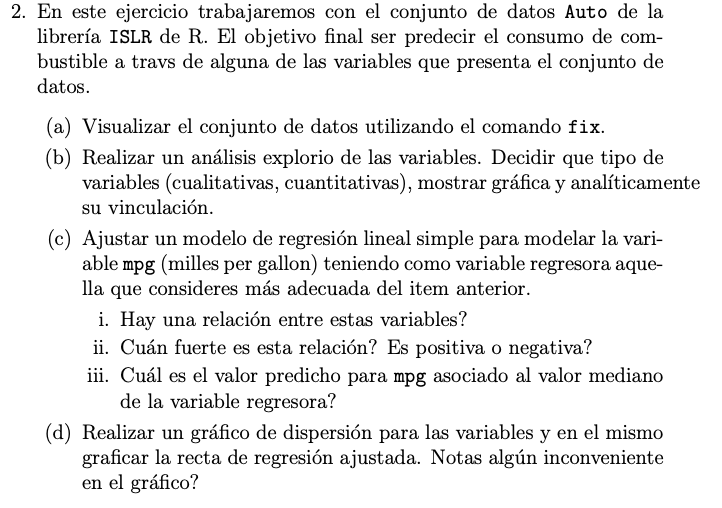 2. En este ejercicio trabajaremos con el conjunto de datos Auto de la
librería ISLR de R. El objetivo final ser predecir el consumo de com-
bustible a travs de alguna de las variables que presenta el conjunto de
datos.
(a) Visualizar el conjunto de datos utilizando el comando fix.
(b) Realizar un análisis explorio de las variables. Decidir que tipo de
variables (cualitativas, cuantitativas), mostrar gráfica y analíticamente
su vinculación.
(c) Ajustar un modelo de regresión lineal simple para modelar la vari-
able mpg (milles per gallon) teniendo como variable regresora aque-
lla que consideres más adecuada del item anterior.
i. Hay una relación entre estas variables?
ii. Cuán fuerte es esta relación? Es positiva o negativa?
iii. Cuál es el valor predicho para mpg asociado al valor mediano
de la variable regresora?
(d) Realizar un gráfico de dispersión para las variables y en el mismo
graficar la recta de regresión ajustada. Notas algún inconveniente
en el gráfico?